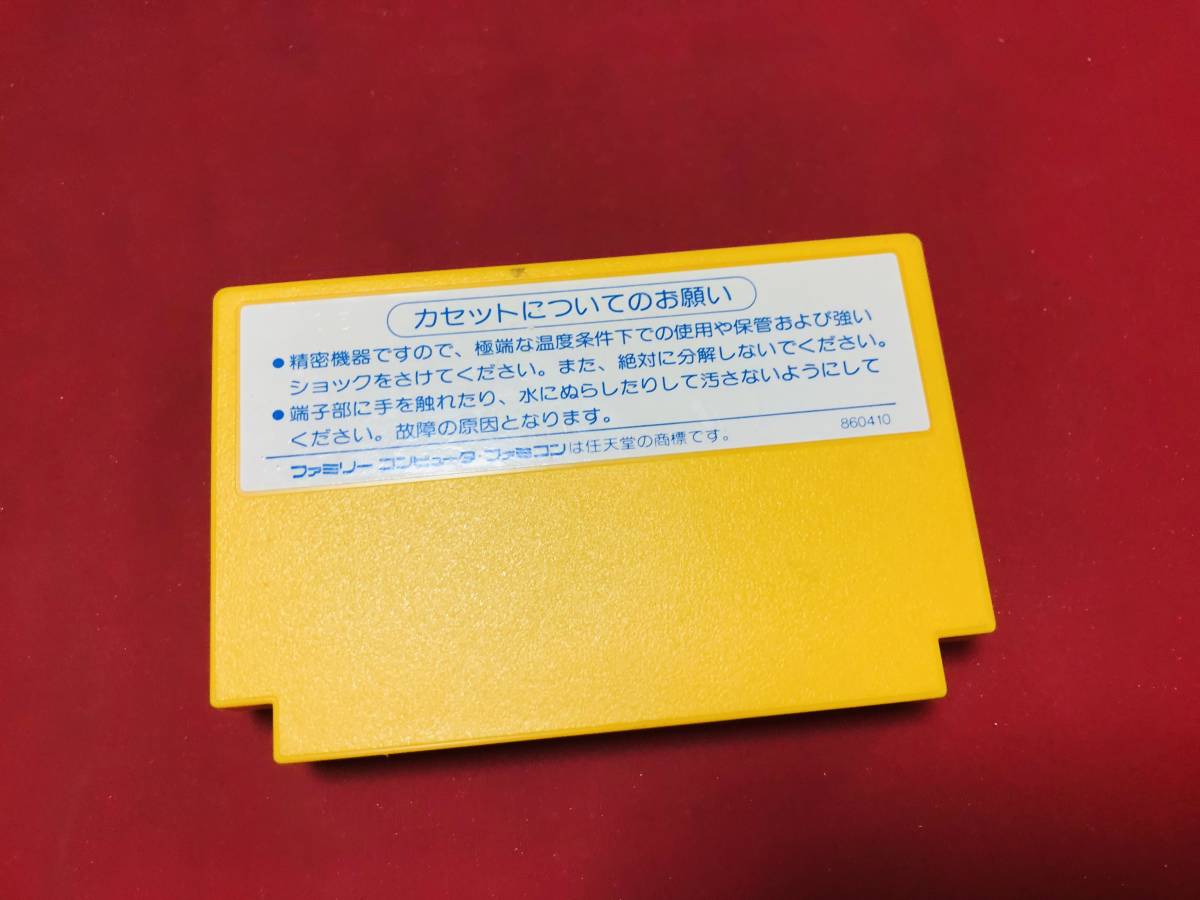 カセットについてのお願い
●精密機器ですので、極端な温度条件下での使用や保管および強い
ショックをさけてください。また、絶対に分解しないでください。
●端子部に手を触れたり、水にぬらしたりして汚さないようにして
ください。故障の原因となります。
860410
ファミリーコンピュータ・ファミコンは任天堂の商標です。